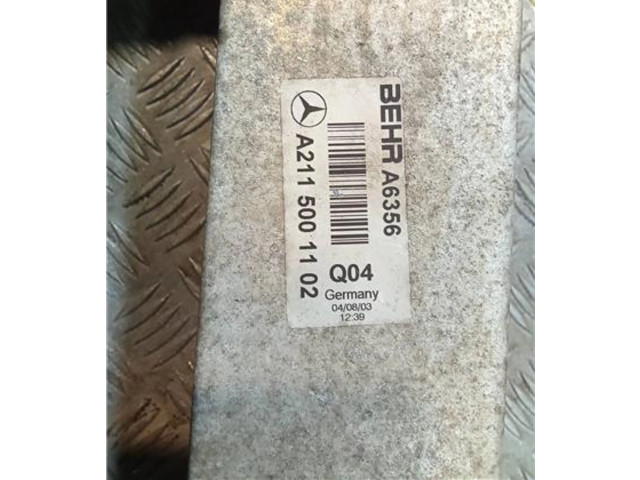 BEHR A6356
A211 500 11 02
Q04
Germany
04/08/03
12:39